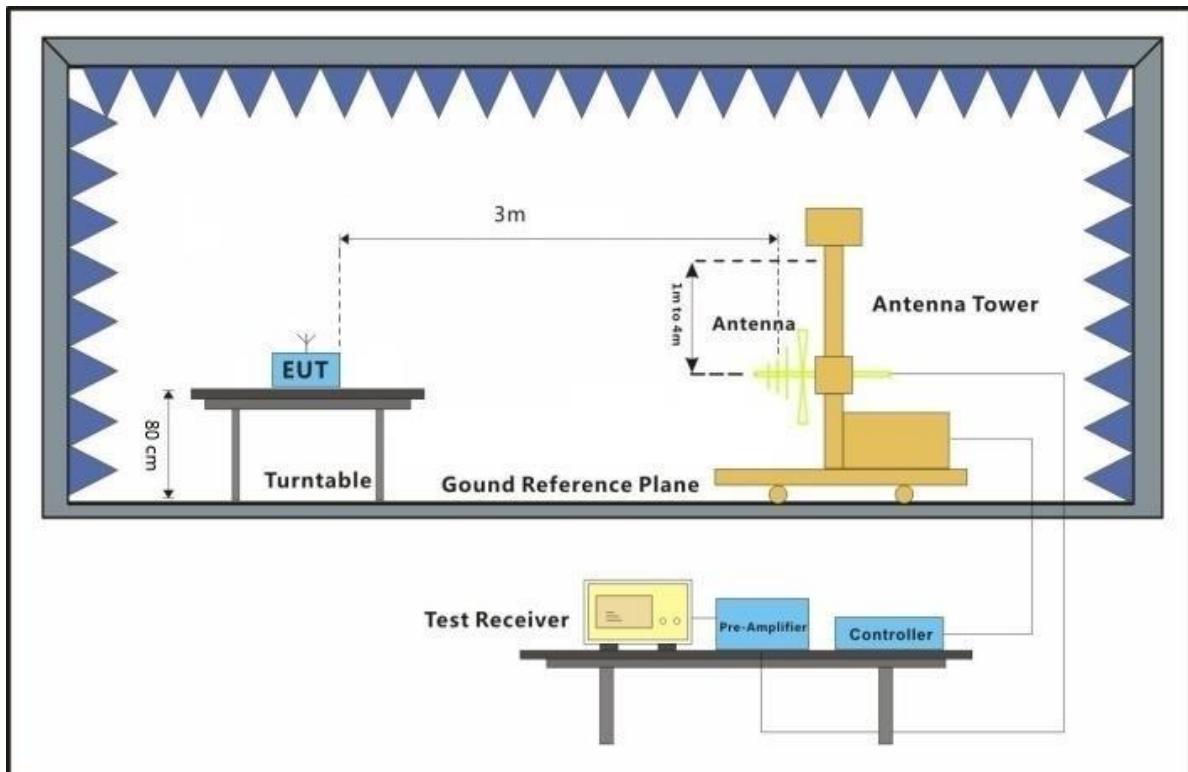 3m
1m to 4m
Antenna
Antenna Tower
EUT
80 cm
Turntable
Gound Reference Plane
Test Receiver
Pre-Amplifier
Controller